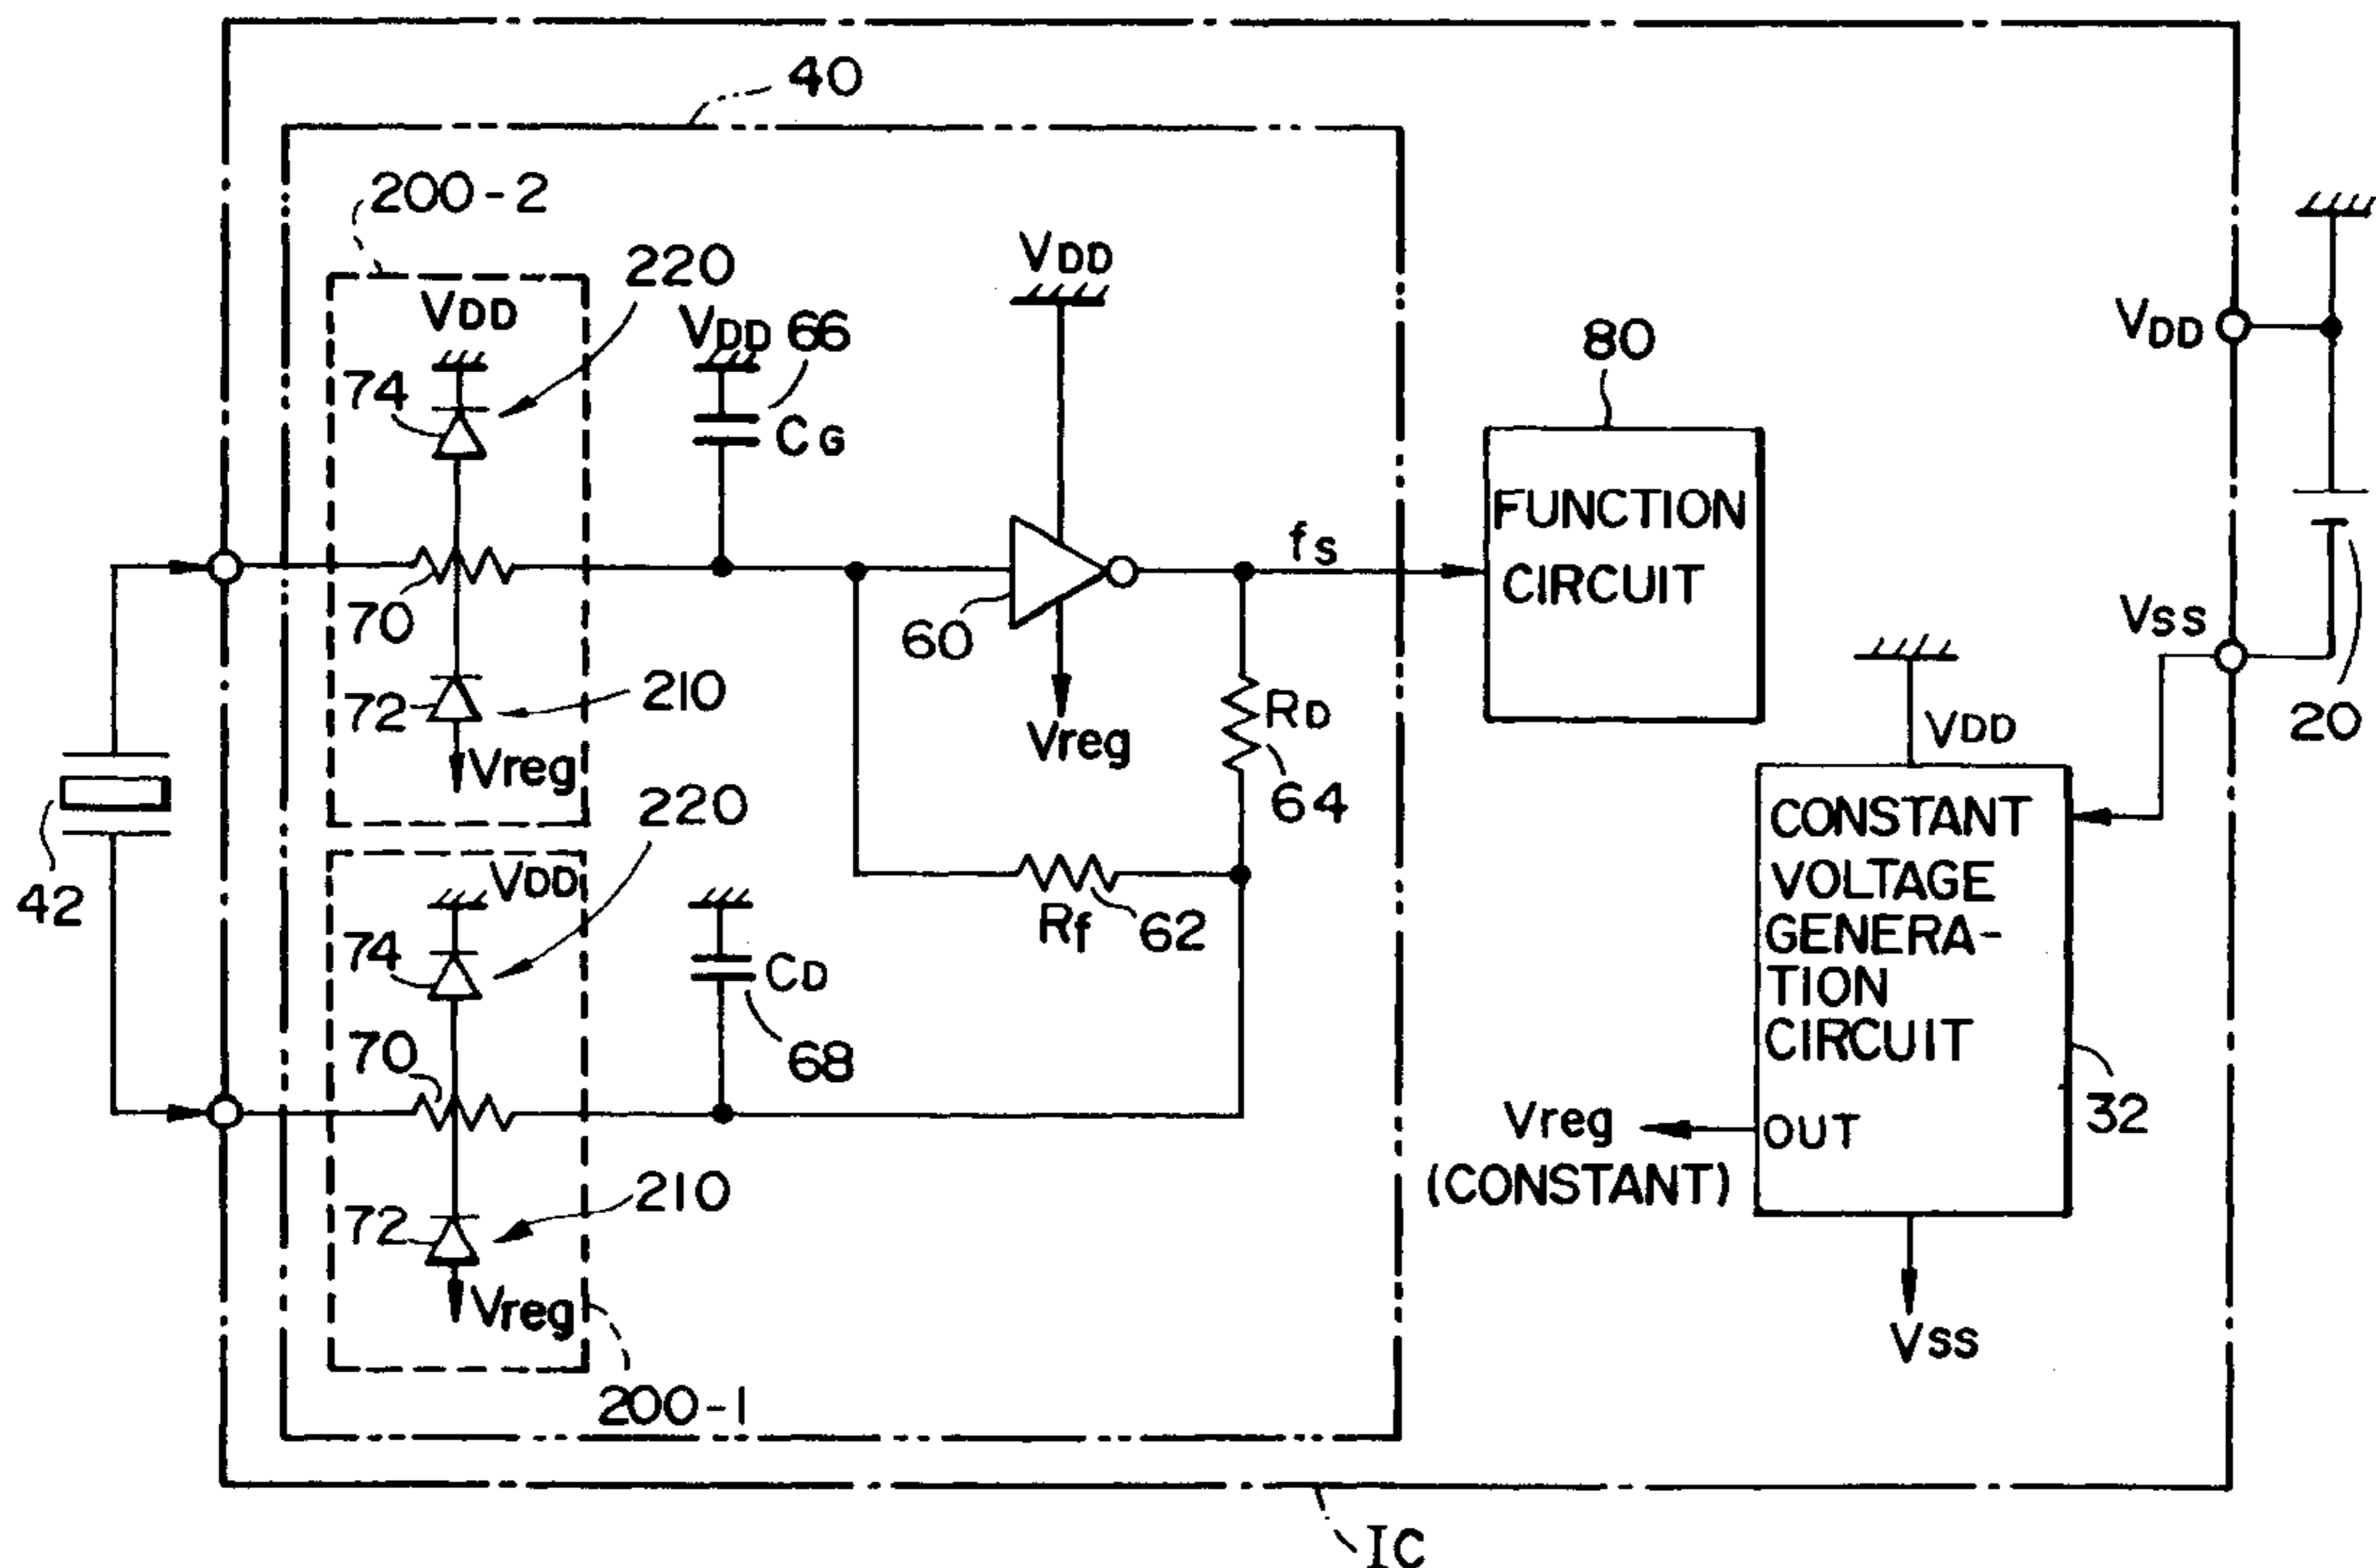 40
200-2
220
VDD
VDD 66
VDD
74
CG
80
VDD
FUNCTION
CIRCUIT
fs
70
60
VSS
72
210
Vreg
Vreg
RD
64
VDD
20
220
42
VDD
74
CD
Rf
62
CONSTANT
VOLTAGE
GENERA-
TION
CIRCUIT
OUT
70
68
32
Vreg
(CONSTANT)
72
210
Vreg
VSS
200-1
IC